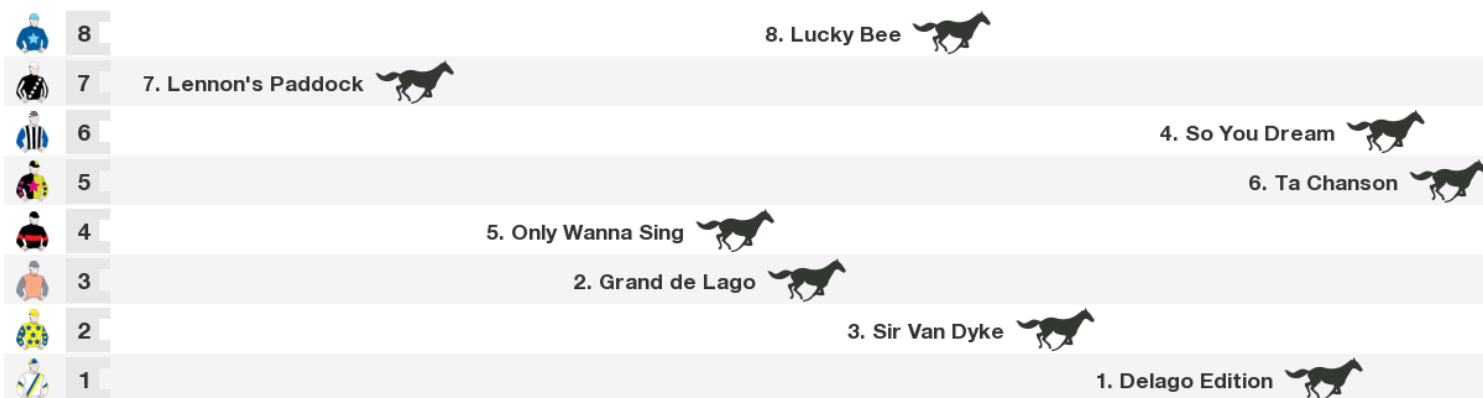 8 8. Lucky Bee
7 7. Lennon's Paddock
6 4. So You Dream
5 6. Ta Chanson
4 5. Only Wanna Sing
3 2. Grand de Lago
2 3. Sir Van Dyke
1 1. Delago Edition